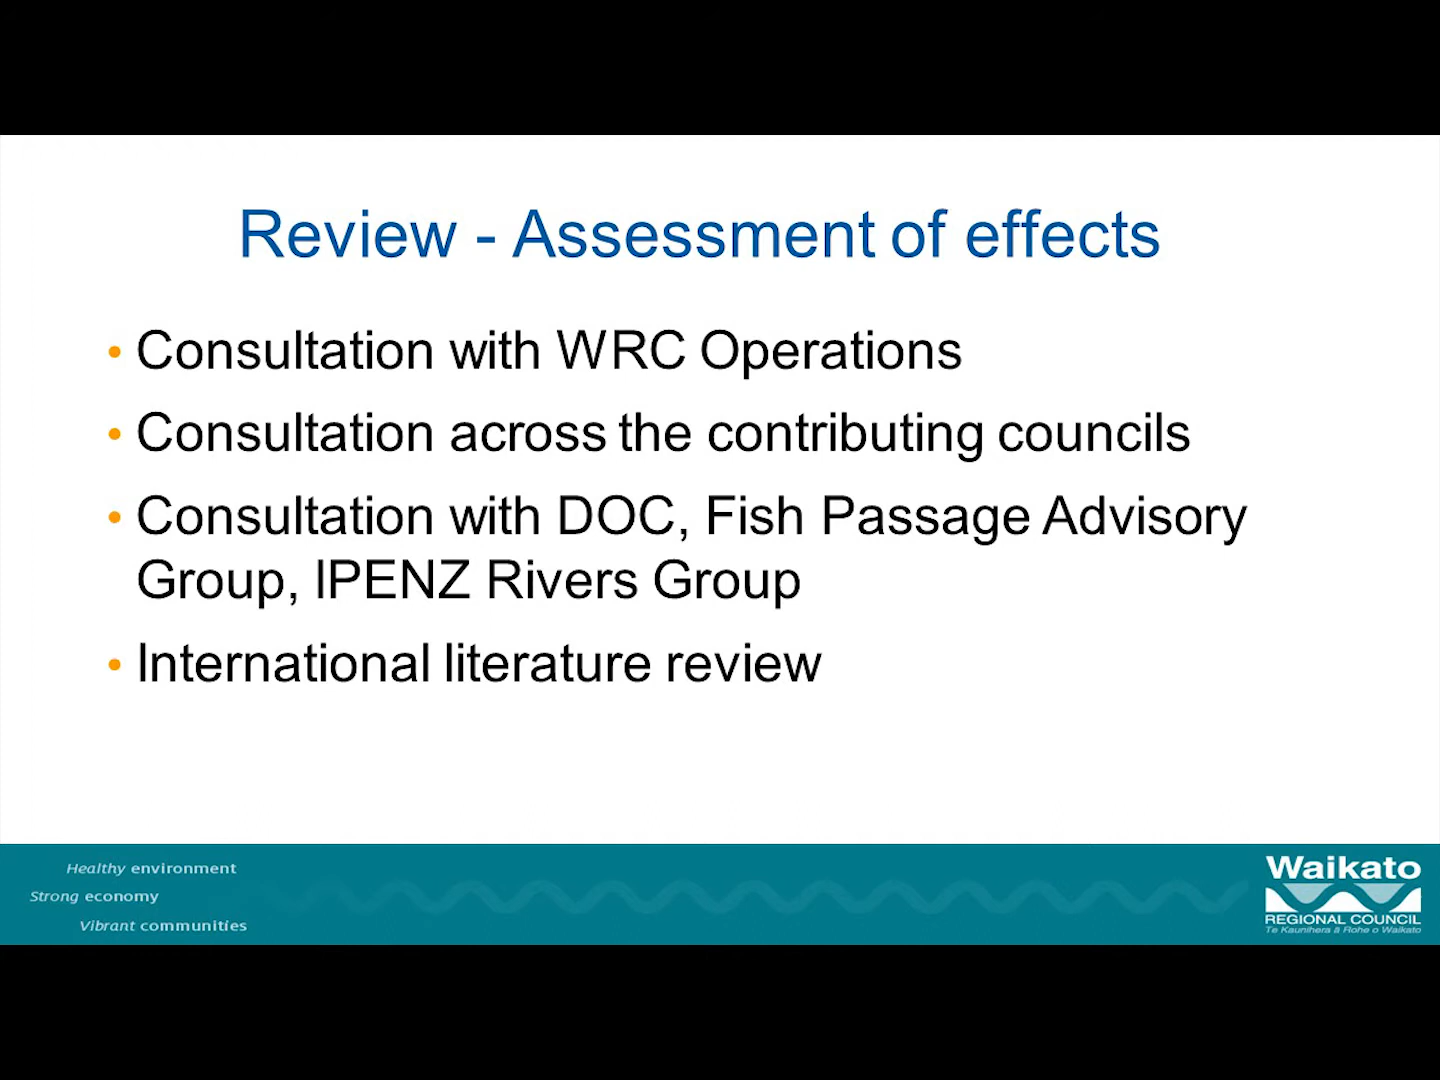 Review - Assessment of effects
• Consultation with WRC Operations
• Consultation across the contributing councils
• Consultation with DOC, Fish Passage Advisory
Group, IPENZ Rivers Group
• International literature review
Healthy environment
Strong economy
Vibrant communities
Waikato
REGIONAL COUNCIL
Te Kaunihera ā Rohe o Waikato